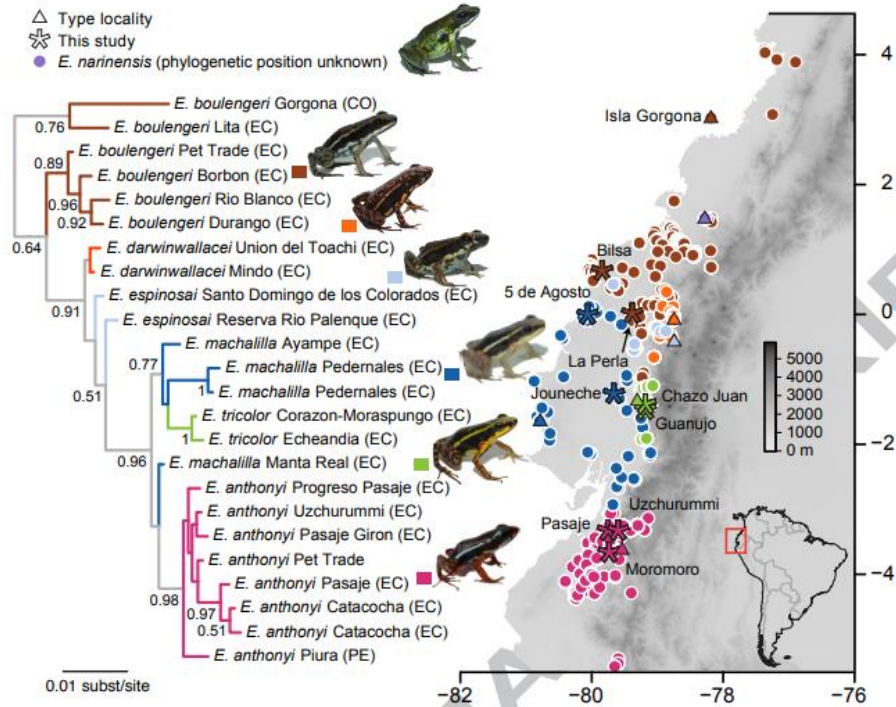 Type locality
This study
E. narinensis (phylogenetic position unknown)
E. boulengeri Gorgona (CO)
0.76
E. boulengeri Lita (EC)
E. boulengeri Pet Trade (EC)
0.89
E. boulengeri Borbon (EC)
0.96
E. boulengeri Rio Blanco (EC)
0.92
E. boulengeri Durango (EC)
0.64
E. darwinwallacei Union del Toachi (EC)
E. darwinwallacei Mindo (EC)
0.91
E. espinosai Santo Domingo de los Colorados (EC)
E. espinosai Reserva Rio Palenque (EC)
0.77
E. machalilla Ayampe (EC)
E. machalilla Pedernales (EC)
1
E. machalilla Pedernales (EC)
0.51
E. tricolor Corazon-Moraspungo (EC)
1
E. tricolor Echeandia (EC)
0.96
E. machalilla Manta Real (EC)
E. anthonyi Progreso Pasaje (EC)
E. anthonyi Uzchurummi (EC)
E. anthonyi Pasaje Giron (EC)
E. anthonyi Pet Trade
0.98
E. anthonyi Pasaje (EC)
0.97
E. anthonyi Catacocha (EC)
0.51
E. anthonyi Catacocha (EC)
E. anthonyi Piura (PE)
0.01 subst/site
Isla Gorgona
Bilsa
5 de Agosto
La Perla
Jouneche
Chazo Juan
Guanujo
Uzchurummi
Pasaje
Moromoro
5000
4000
3000
2000
1000
0 m
4
2
0
−2
−4
−82
−80
−78
−76